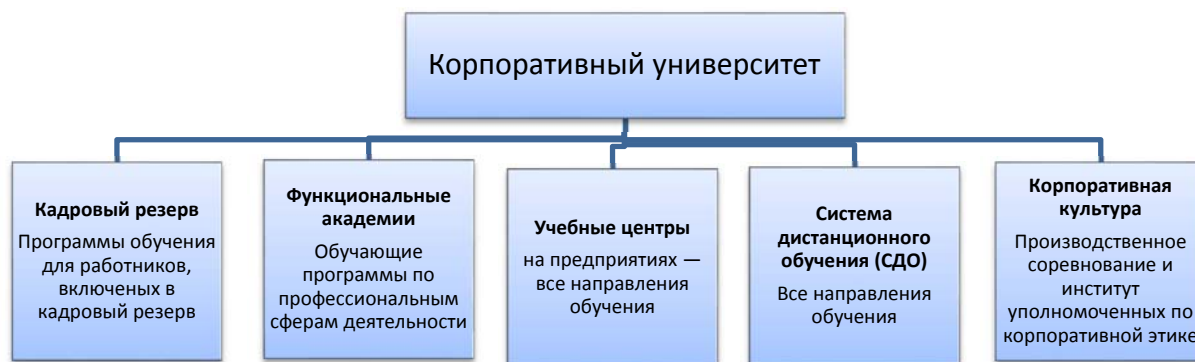 Корпоративный университет
Кадровый резерв
Программы обучения
для работников,
включеных в
кадровый резерв
Функциональные
академии
Обучающие
программы по
профессиональным
сферам деятельности
Учебные центры
на предприятиях —
все направления
обучения
Система
дистанционного
обучения (СДО)
Все направления
обучения
Корпоративная
культура
Производственное
соревнование и
институт
уполномоченных по
корпоративной этике